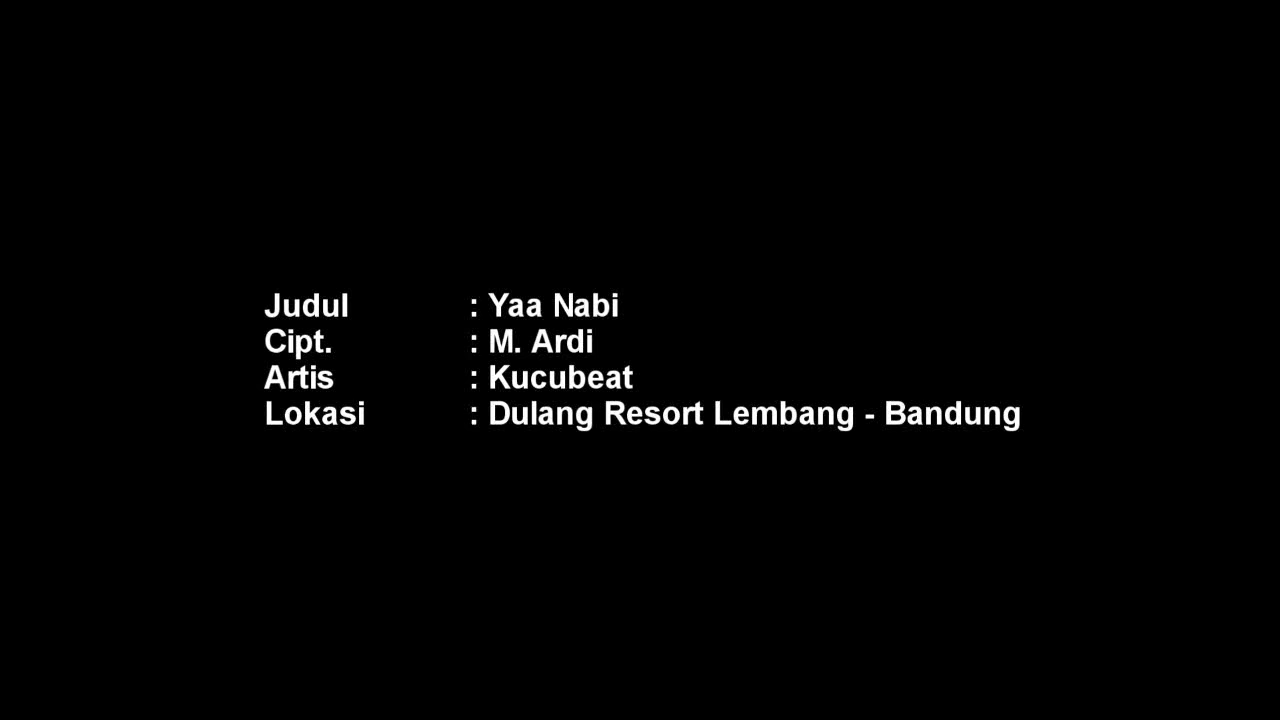 Judul : Yaa Nabi
Cipt. : M. Ardi
Artis : Kucubeat
Lokasi : Dulang Resort Lembang - Bandung